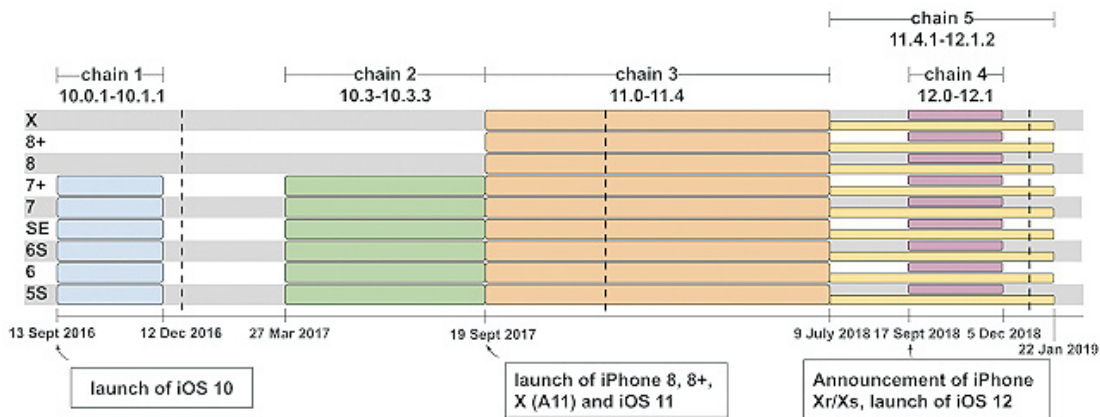 chain 5
11.4.1-12.1.2
chain 1
chain 2
chain 3
chain 4
10.0.1-10.1.1
10.3-10.3.3
11.0-11.4
12.0-12.1
X
8+
8
7+
7
SE
6S
6
5S
13 Sept 2016
12 Dec 2016
27 Mar 2017
19 Sept 2017
9 July 2018
17 Sept 2018
5 Dec 2018
22 Jan 2019
launch of iOS 10
launch of iPhone 8, 8+,
X (A11) and iOS 11
Announcement of iPhone
Xr/Xs, launch of iOS 12